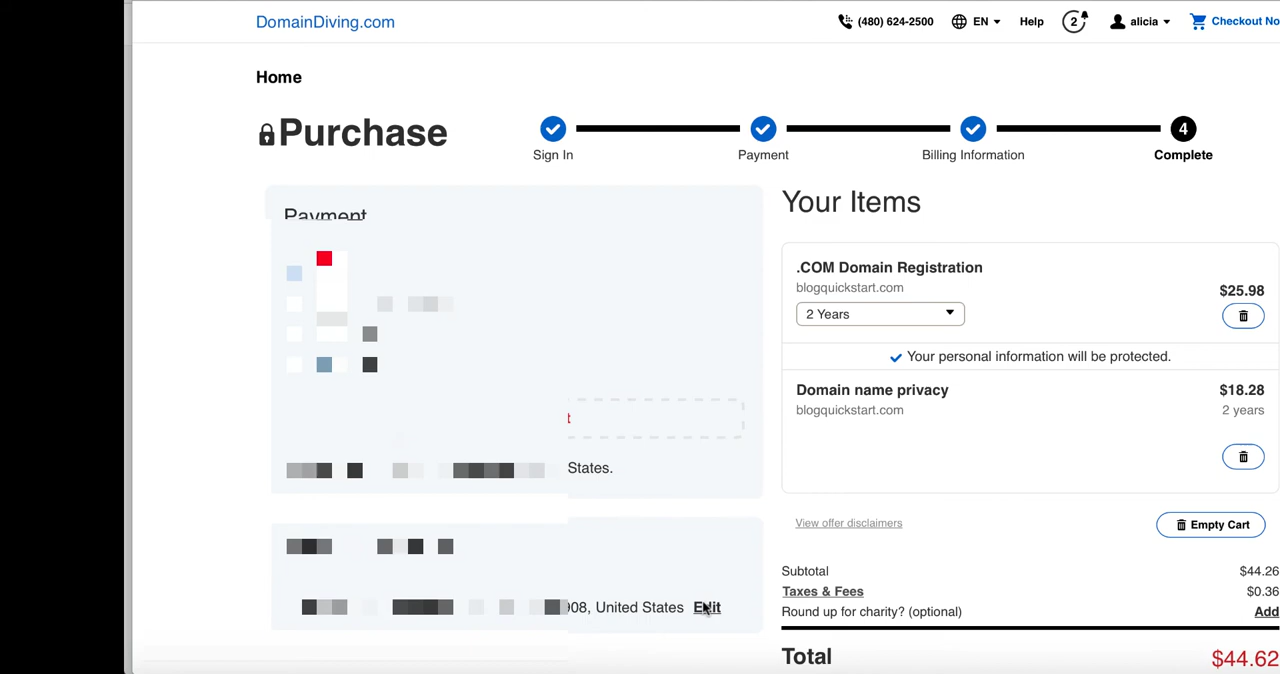 DomainDiving.com
(480) 624-2500 EN Help 2 alicia Checkout No
Home
Purchase
Sign In Payment Billing Information 4 Complete
Payment
States.
908, United States Edit
Your Items
.COM Domain Registration
blogquickstart.com
$25.98
2 Years
Your personal information will be protected.
Domain name privacy $18.28
blogquickstart.com 2 years
View offer disclaimers Empty Cart
Subtotal $44.26
Taxes & Fees $0.36
Round up for charity? (optional) Add
Total $44.62